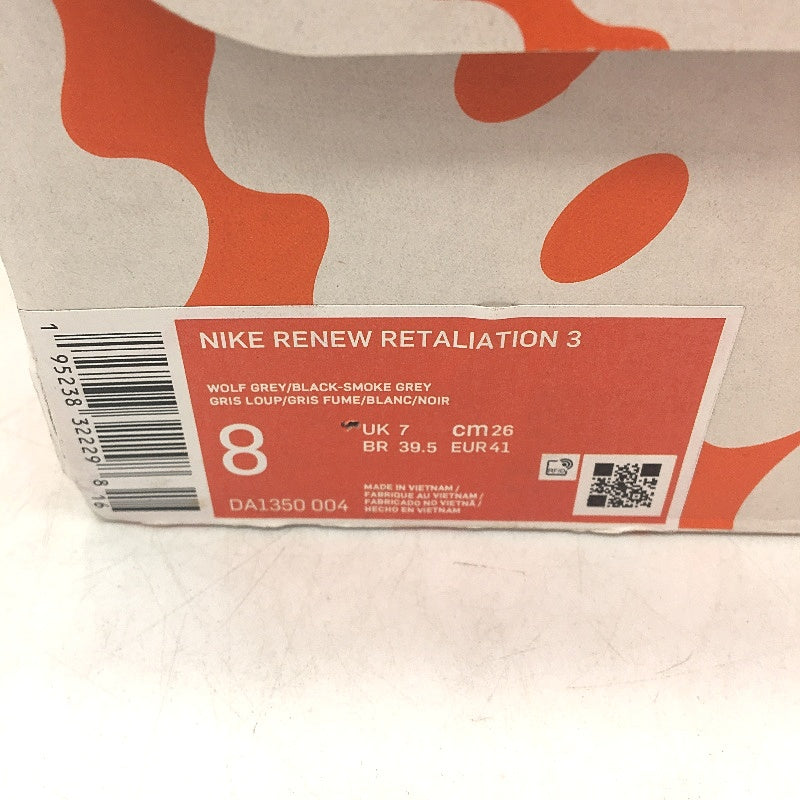 NIKE RENEW RETALIATION 3
WOLF GREY/BLACK-SMOKE GREY
GRIS LOUP/GRIS FUME/BLANC/NOIR
8
UK 7 cm 26
BR 39.5 EUR 41
DA1350 004
MADE IN VIETNAM /
FABRIQUE AU VIETNAM /
FABRICADO NO VIETNÃ /
HECHO EN VIETNAM
RFID
1 95238 32229 8 16